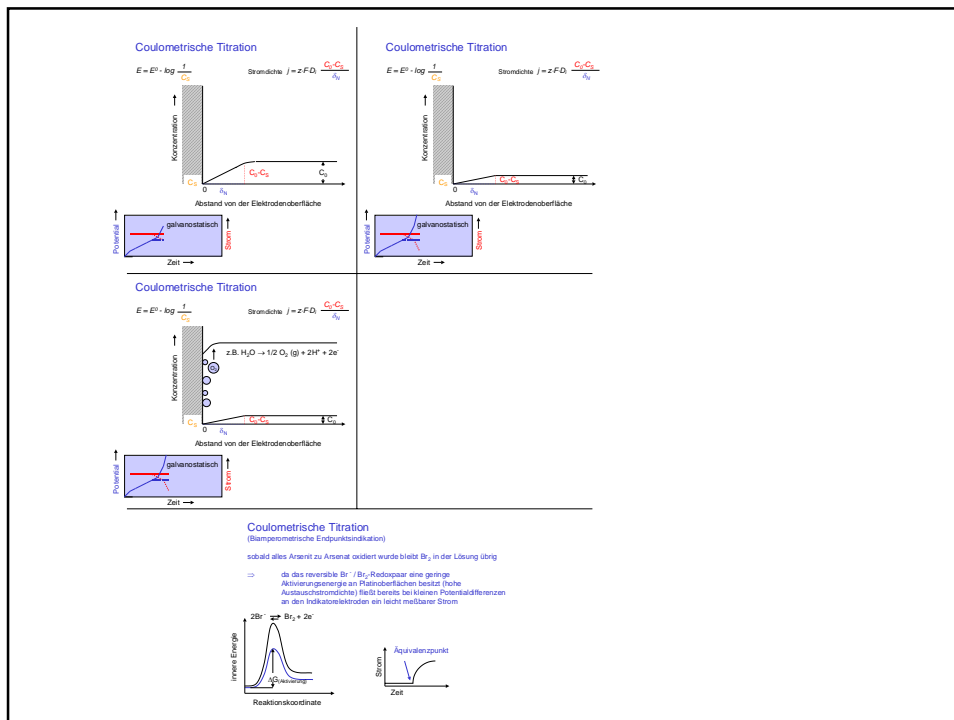 Coulometrische Titration
E = E⁰ - log 1/C_S
Stromdichte j = z·F·D_i C_0-C_S/δ_N
Konzentration
C_S
0
δ_N
C_0-C_S
C_0
Abstand von der Elektrodenoberfläche
Potential
galvanostatisch
Strom
Zeit
Coulometrische Titration
E = E⁰ - log 1/C_S
Stromdichte j = z·F·D_i C_0-C_S/δ_N
Konzentration
C_S
0
δ_N
C_0-C_S
C_0
Abstand von der Elektrodenoberfläche
Potential
galvanostatisch
Strom
Zeit
Coulometrische Titration
E = E⁰ - log 1/C_S
Stromdichte j = z·F·D_i C_0-C_S/δ_N
Konzentration
z.B. H₂O → 1/2 O₂ (g) + 2H⁺ + 2e⁻
O₂
C_S
0
δ_N
C_0-C_S
C_0
Abstand von der Elektrodenoberfläche
Potential
galvanostatisch
Strom
Zeit
Coulometrische Titration
(Biamperometrische Endpunktsindikation)
sobald alles Arsenit zu Arsenat oxidiert wurde bleibt Br₂ in der Lösung übrig
⇒ da das reversible Br⁻ / Br₂-Redoxpaar eine geringe
Aktivierungsenergie an Platinoberflächen besitzt (hohe
Austauschstromdichte) fließt bereits bei kleinen Potentialdifferenzen
an den Indikatorelektroden ein leicht meßbarer Strom
2Br⁻ ⇌ Br₂ + 2e⁻
innere Energie
ΔG(Aktivierung)
Reaktionskoordinate
Äquivalenzpunkt
Strom
Zeit